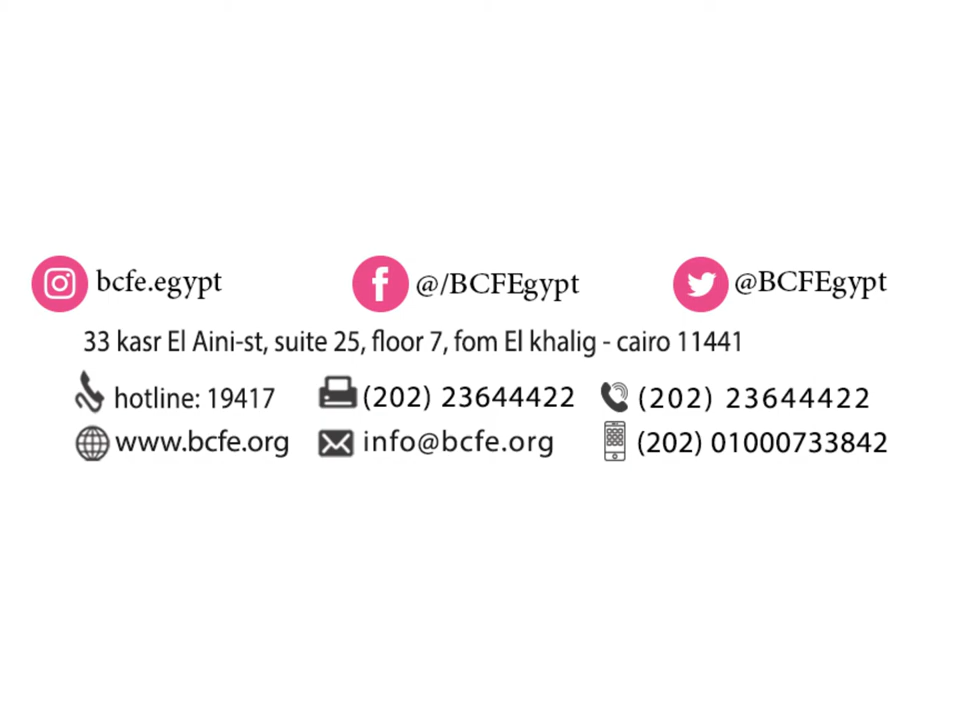 bcfe.egypt @/BCFEgypt @BCFEgypt
33 kasr El Aini-st, suite 25, floor 7, fom El khalig - cairo 11441
hotline: 19417 (202) 23644422 (202) 23644422
www.bcfe.org info@bcfe.org (202) 01000733842